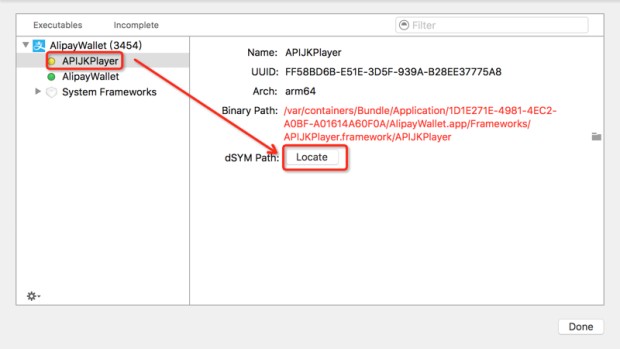 Executables Incomplete
Filter
AlipayWallet (3454)
支
APIJKPlayer
AlipayWallet
System Frameworks
Name: APIJKPlayer
UUID: FF58BD6B-E51E-3D5F-939A-B28EE37775A8
Arch: arm64
Binary Path: /var/containers/Bundle/Application/1D1E271E-4981-4EC2-
A0BF-A01614A60F0A/AlipayWallet.app/Frameworks/
APIJKPlayer.framework/APIJKPlayer
dSYM Path: Locate
Done